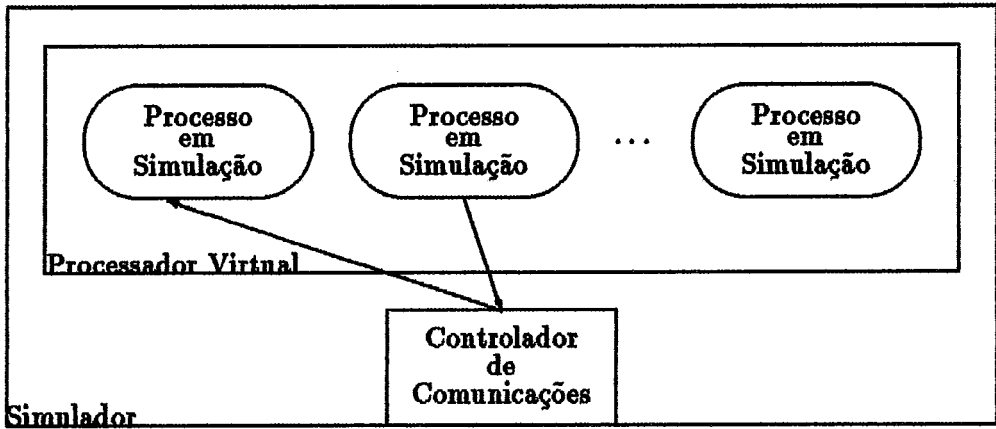 Processo
em
Simulação
Processo
em
Simulação
...
Processo
em
Simulação
Processador Virtual
Controlador
de
Comunicações
Simulador